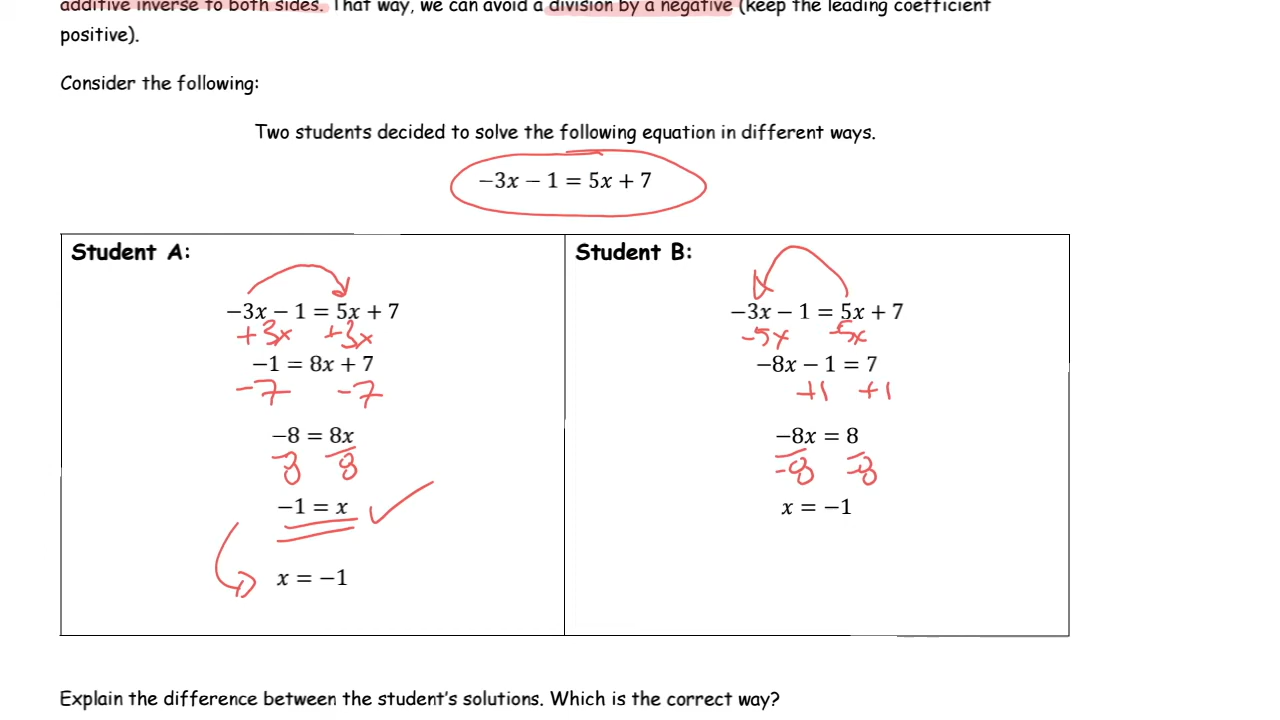 additive inverse to both sides. That way, we can avoid a division by a negative (keep the leading coefficient
positive).
Consider the following:
Two students decided to solve the following equation in different ways.
−3x − 1 = 5x + 7
Student A:
−3x − 1 = 5x + 7
+3x +3x
−1 = 8x + 7
−7 −7
−8 = 8x
8 8
−1 = x
x = −1
Student B:
−3x − 1 = 5x + 7
−5x −5x
−8x − 1 = 7
+1 +1
−8x = 8
−8 −8
x = −1
Explain the difference between the student's solutions. Which is the correct way?